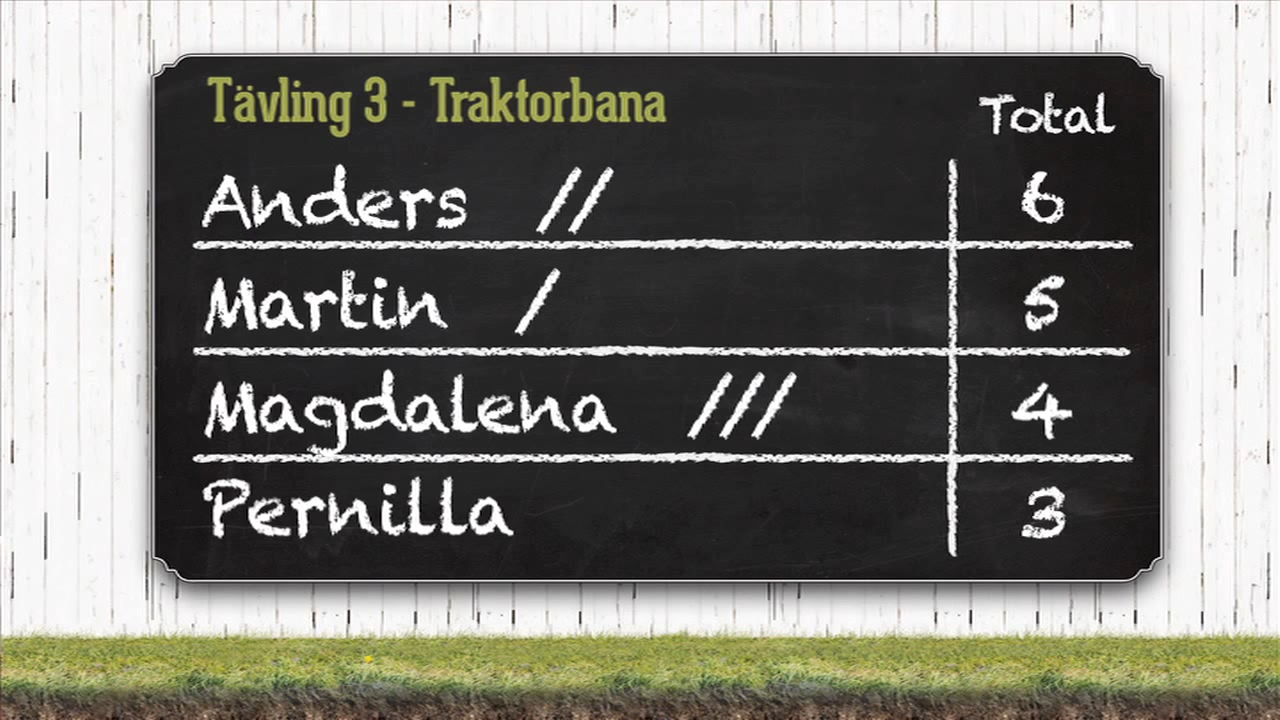 Tävling 3 - Traktorbana
Total
Anders // 6
Martin / 5
Magdalena /// 4
Pernilla 3